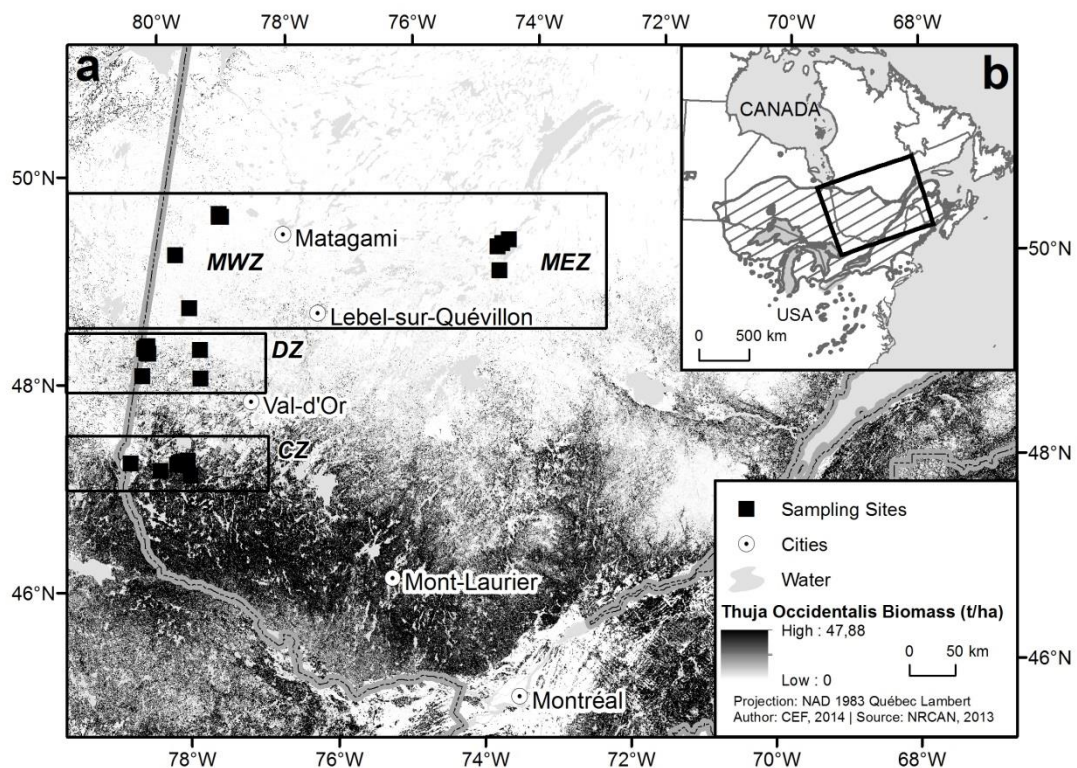 80°W 78°W 76°W 74°W 72°W 70°W 68°W
a
b
CANADA
50°N
Matagami
MWZ
MEZ
50°N
Lebel-sur-Quévillon
USA
0 500 km
DZ
48°N
Val-d'Or
CZ
48°N
Sampling Sites
Cities
Water
Mont-Laurier
46°N
Thuja Occidentalis Biomass (t/ha)
High : 47,88
0 50 km
Low : 0
46°N
Montréal
Projection: NAD 1983 Québec Lambert
Author: CEF, 2014 | Source: NRCAN, 2013
78°W 76°W 74°W 72°W 70°W 68°W